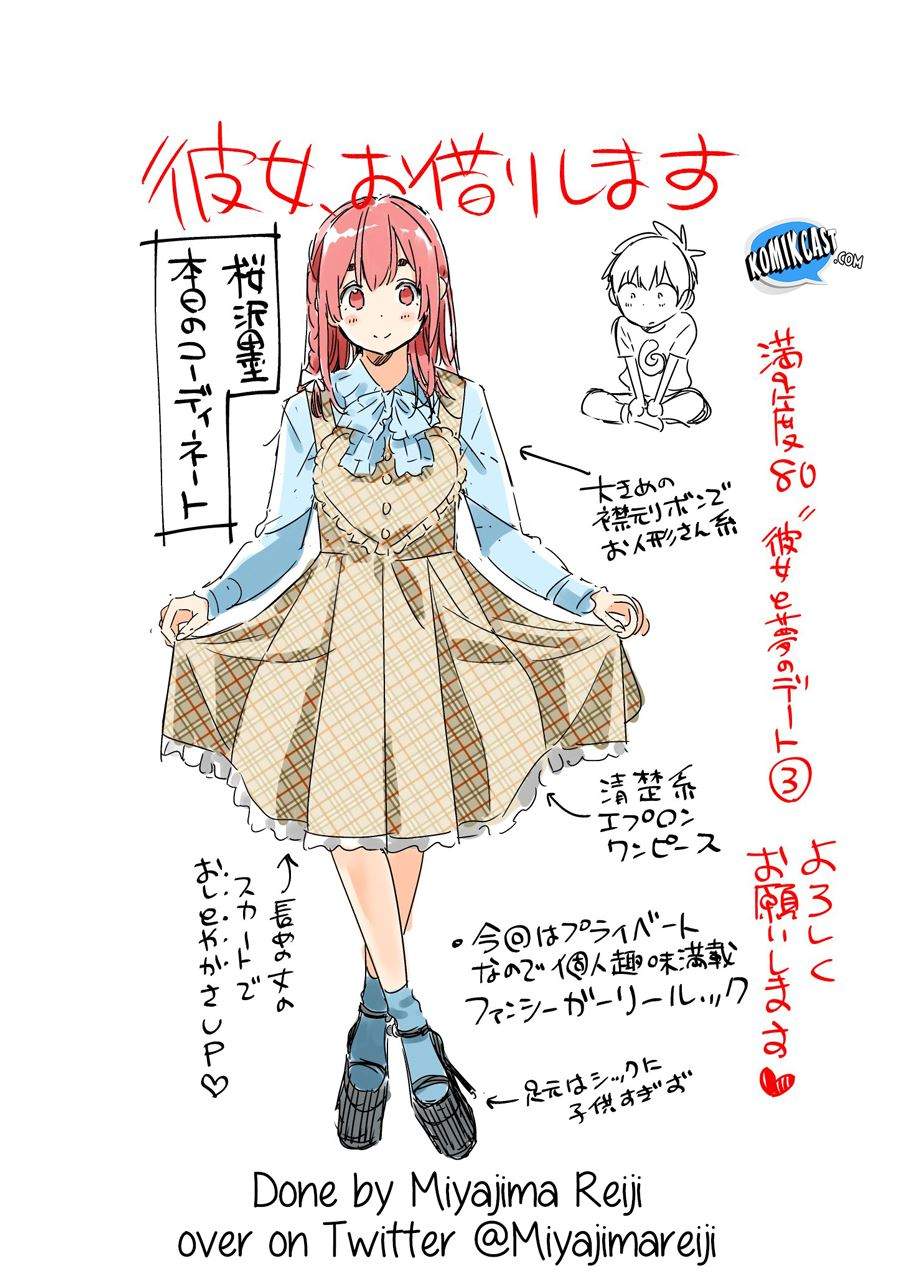 彼女、お借りします
桜沢墨
本日のコーディネート
KOMIKCAST.COM
満足度80
〝彼女と夢のデート③
よろしく
お願いします♥
大きめの
襟元リボンで
お人形さん系
清楚系
エプロン
ワンピース
長めの丈の
スカートで
おしとやかさUP♡
・今回はプライベート
なので個人趣味満載
ファンシーガーリールック
足元はシックに
子供すぎず
Done by Miyajima Reiji
over on Twitter @Miyajimareiji